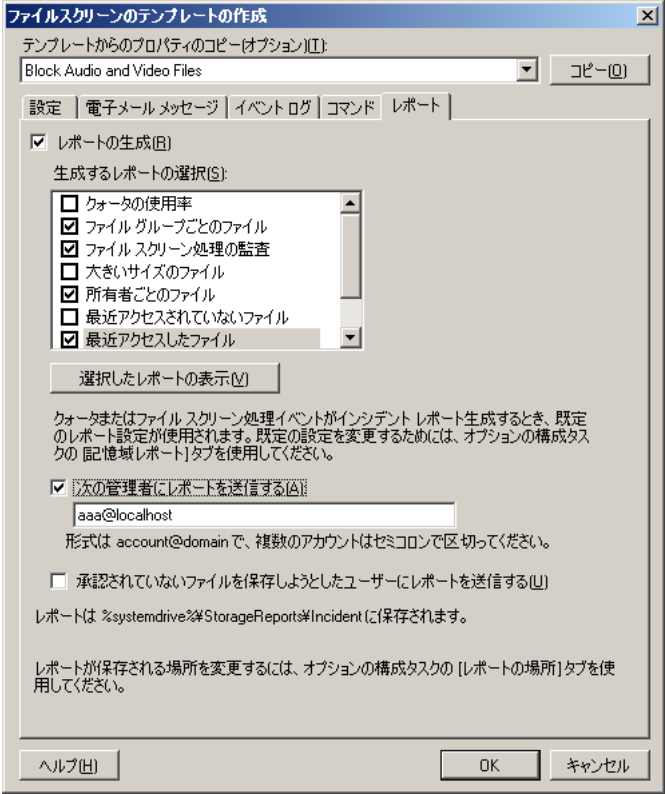 ファイルスクリーンのテンプレートの作成
テンプレートからのプロパティのコピー(オプション)(T):
Block Audio and Video Files
コピー(O)
設定
電子メール メッセージ
イベント ログ
コマンド
レポート
レポートの生成(R)
生成するレポートの選択(S):
クォータの使用率
ファイル グループごとのファイル
ファイル スクリーン処理の監査
大きいサイズのファイル
所有者ごとのファイル
最近アクセスされていないファイル
最近アクセスしたファイル
選択したレポートの表示(V)
クォータまたはファイル スクリーン処理イベントがインシデント レポート生成するとき、既定
のレポート設定が使用されます。既定の設定を変更するためには、オプションの構成タス
クの [記憶域レポート] タブを使用してください。
次の管理者にレポートを送信する(A):
aaa@localhost
形式は account@domain で、複数のアカウントはセミコロンで区切ってください。
承認されていないファイルを保存しようとしたユーザーにレポートを送信する(U)
レポートは %systemdrive%¥StorageReports¥Incident に保存されます。
レポートが保存される場所を変更するには、オプションの構成タスクの [レポートの場所] タブを使
用してください。
ヘルプ(H)
OK
キャンセル